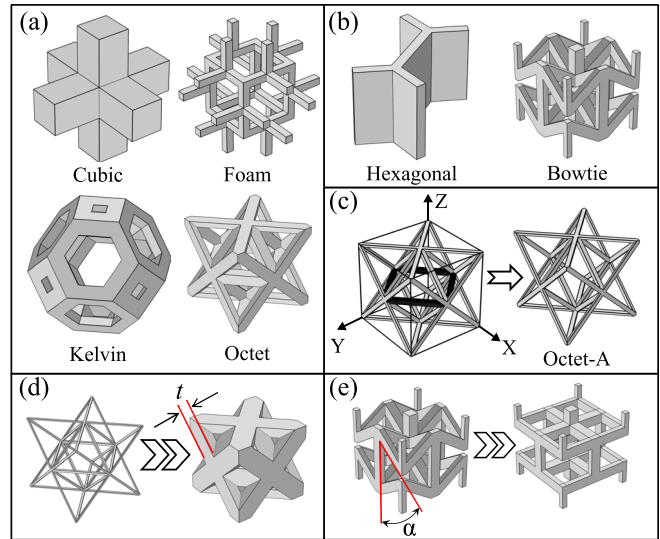 (a)
Cubic
Foam
Kelvin
Octet
(b)
Hexagonal
Bowtie
(c)
Z
Y
X
Octet-A
(d)
t
(e)
α